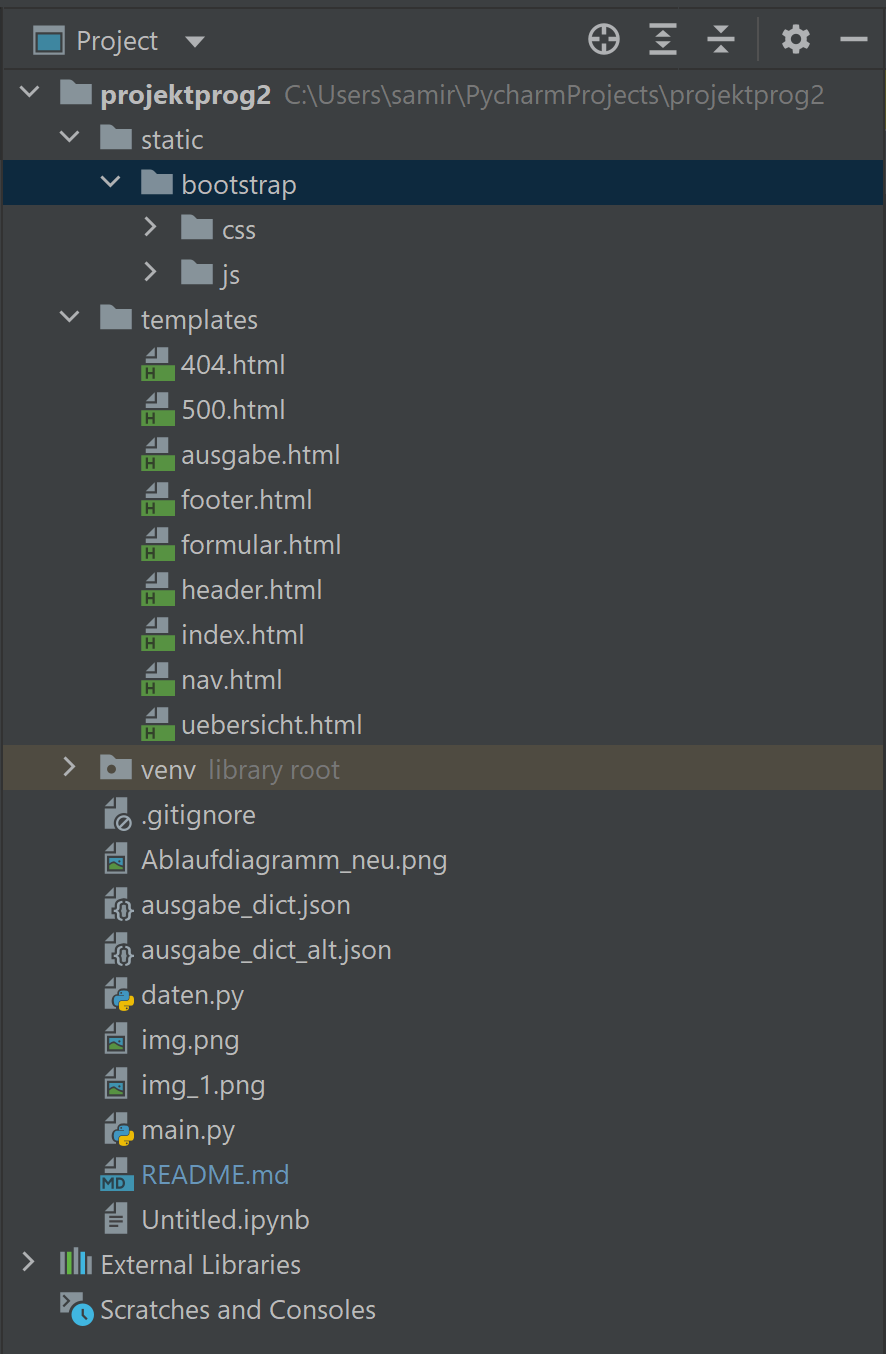 Project
projektprog2 C:\Users\samir\PycharmProjects\projektprog2
static
bootstrap
css
js
templates
404.html
500.html
ausgabe.html
footer.html
formular.html
header.html
index.html
nav.html
uebersicht.html
venv library root
.gitignore
Ablaufdiagramm_neu.png
ausgabe_dict.json
ausgabe_dict_alt.json
daten.py
img.png
img_1.png
main.py
README.md
Untitled.ipynb
External Libraries
Scratches and Consoles